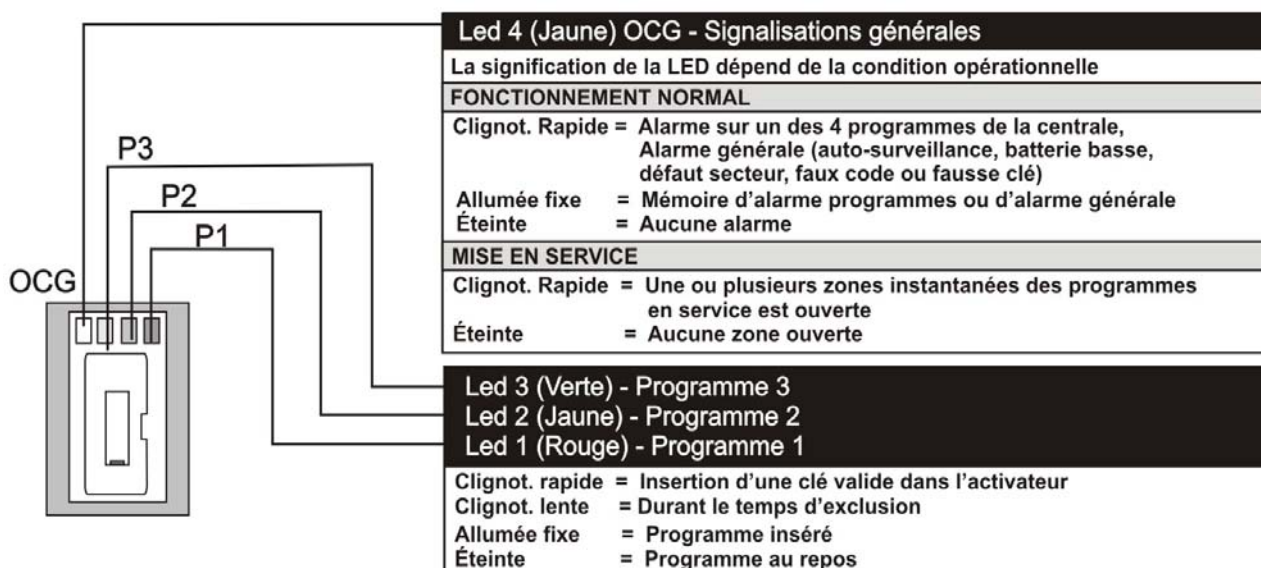 Led 4 (Jaune) OCG - Signalisations générales
La signification de la LED dépend de la condition opérationnelle
FONCTIONNEMENT NORMAL
Clignot. Rapide = Alarme sur un des 4 programmes de la centrale,
Alarme générale (auto-surveillance, batterie basse,
défaut secteur, faux code ou fausse clé)
Allumée fixe = Mémoire d'alarme programmes ou d'alarme générale
Éteinte = Aucune alarme
MISE EN SERVICE
Clignot. Rapide = Une ou plusieurs zones instantanées des programmes
en service est ouverte
Éteinte = Aucune zone ouverte
P3
P2
P1
OCG
Led 3 (Verte) - Programme 3
Led 2 (Jaune) - Programme 2
Led 1 (Rouge) - Programme 1
Clignot. rapide = Insertion d'une clé valide dans l'activateur
Clignot. lente = Durant le temps d'exclusion
Allumée fixe = Programme inséré
Éteinte = Programme au repos